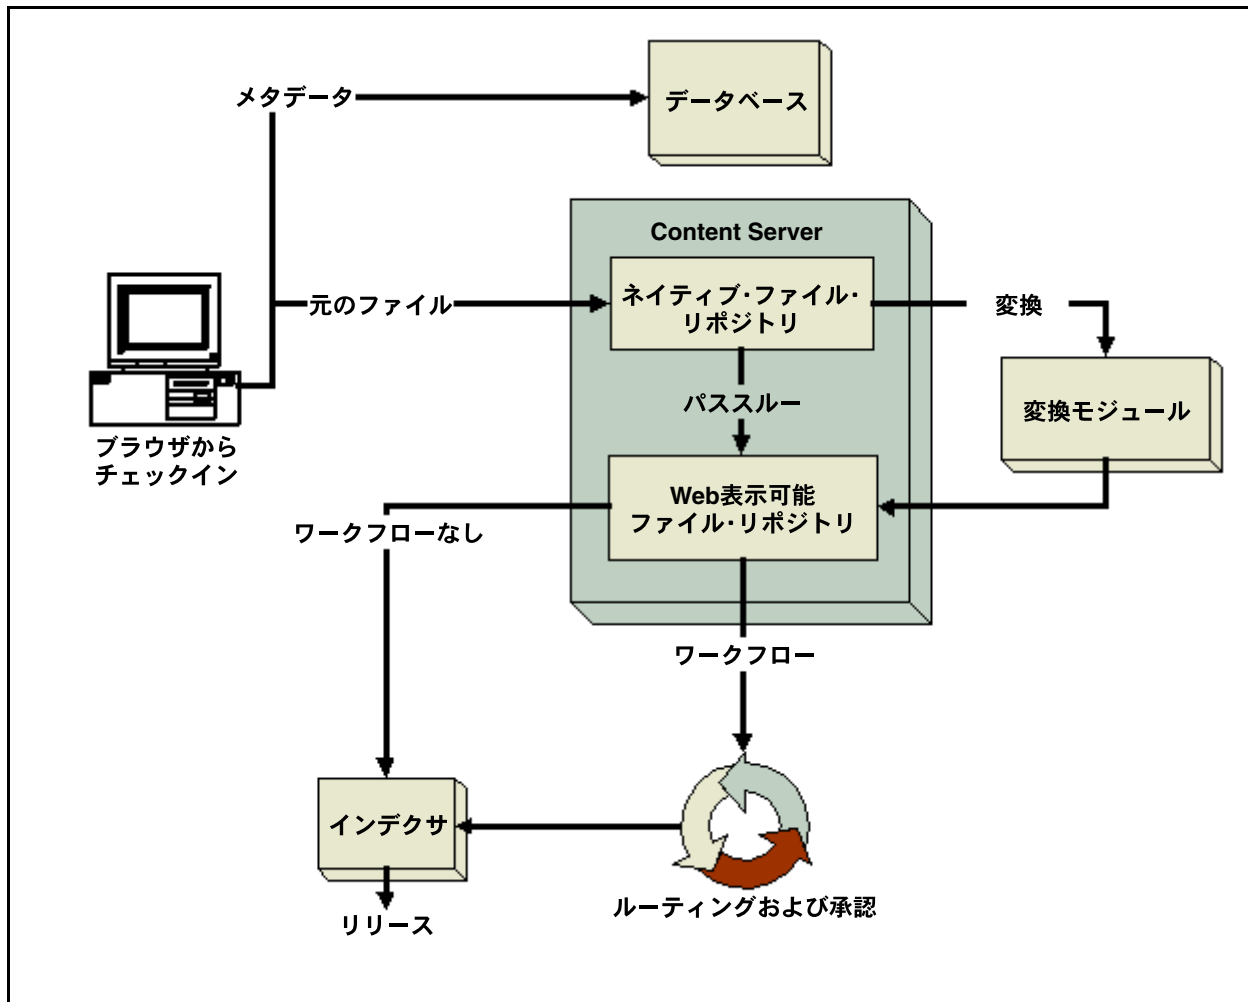 メタデータ
データベース
Content Server
元のファイル
ネイティブ・ファイル・
リポジトリ
変換
パススルー
変換モジュール
ブラウザから
チェックイン
Web表示可能
ファイル・リポジトリ
ワークフローなし
ワークフロー
インデクサ
ルーティングおよび承認
リリース